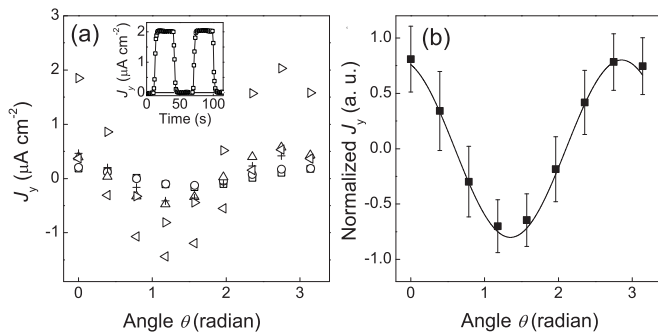 (a)
J_y (μA cm⁻²)
2
1
0
-1
J_y (μA cm⁻²)
2
1
0
0 50 100
Time (s)
0 1 2 3
Angle θ (radian)
(b)
Normalized J_y (a. u.)
1.0
0.5
0.0
-0.5
-1.0
0 1 2 3
Angle θ (radian)